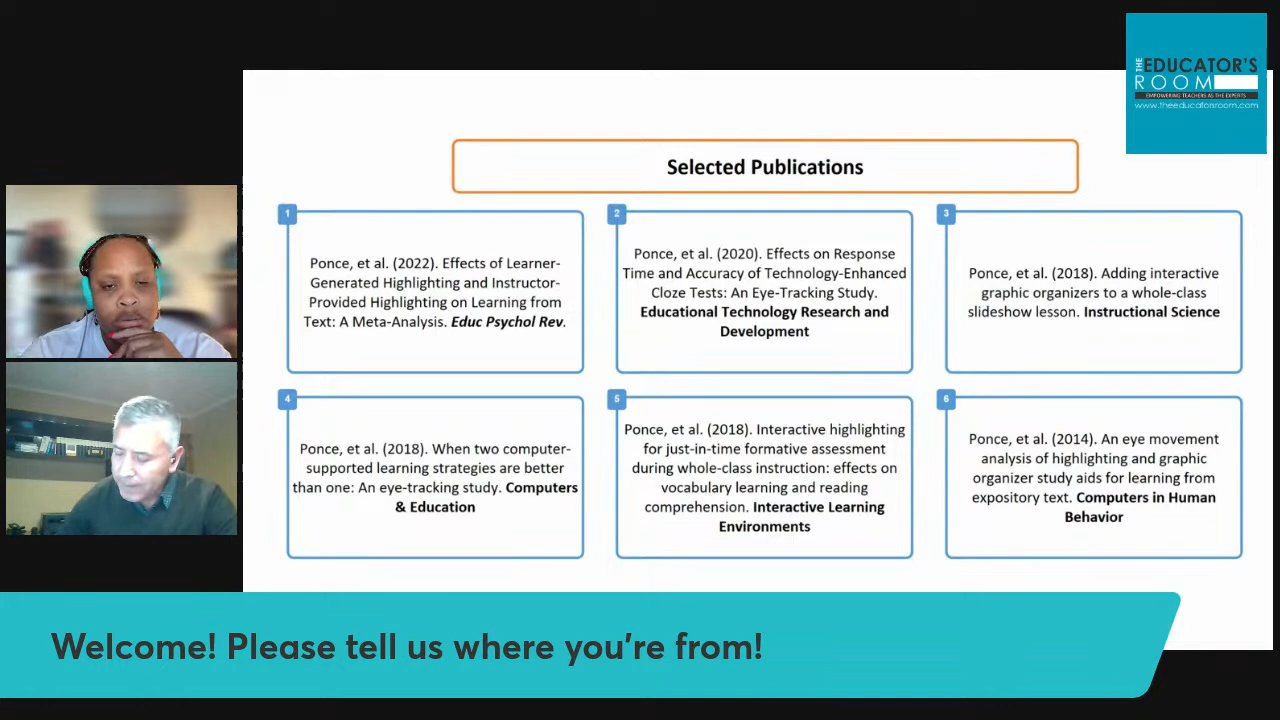 THE EDUCATOR'S
ROOM
EMPOWERING TEACHERS AS THE EXPERTS
www.theeducatorsroom.com
Selected Publications
1
Ponce, et al. (2022). Effects of Learner-
Generated Highlighting and Instructor-
Provided Highlighting on Learning from
Text: A Meta-Analysis. Educ Psychol Rev.
2
Ponce, et al. (2020). Effects on Response
Time and Accuracy of Technology-Enhanced
Cloze Tests: An Eye-Tracking Study.
Educational Technology Research and
Development
3
Ponce, et al. (2018). Adding interactive
graphic organizers to a whole-class
slideshow lesson. Instructional Science
4
Ponce, et al. (2018). When two computer-
supported learning strategies are better
than one: An eye-tracking study. Computers
& Education
5
Ponce, et al. (2018). Interactive highlighting
for just-in-time formative assessment
during whole-class instruction: effects on
vocabulary learning and reading
comprehension. Interactive Learning
Environments
6
Ponce, et al. (2014). An eye movement
analysis of highlighting and graphic
organizer study aids for learning from
expository text. Computers in Human
Behavior
Welcome! Please tell us where you're from!